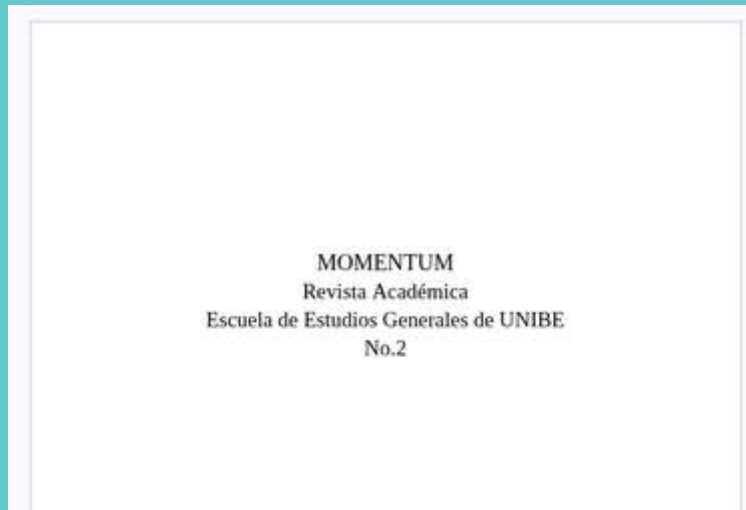 MOMENTUM
Revista Académica
Escuela de Estudios Generales de UNIBE
No.2